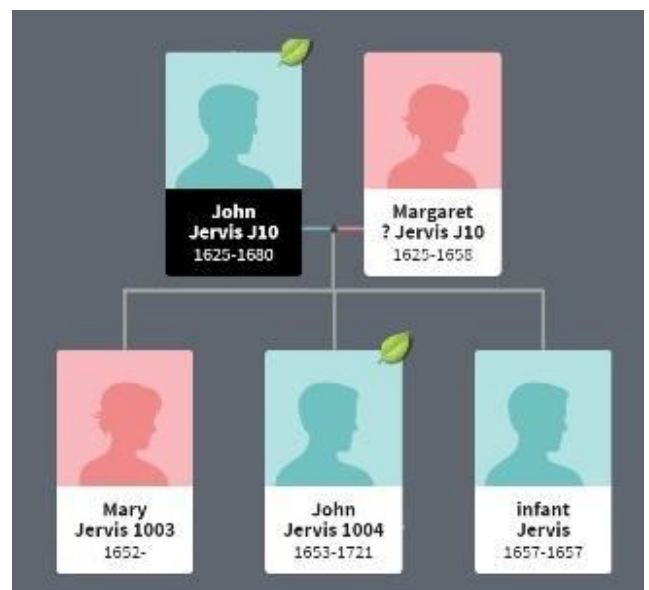 John
Jervis J10
1625-1680
Margaret
? Jervis J10
1625-1658
Mary
Jervis 1003
1652-
John
Jervis 1004
1653-1721
infant
Jervis
1657-1657